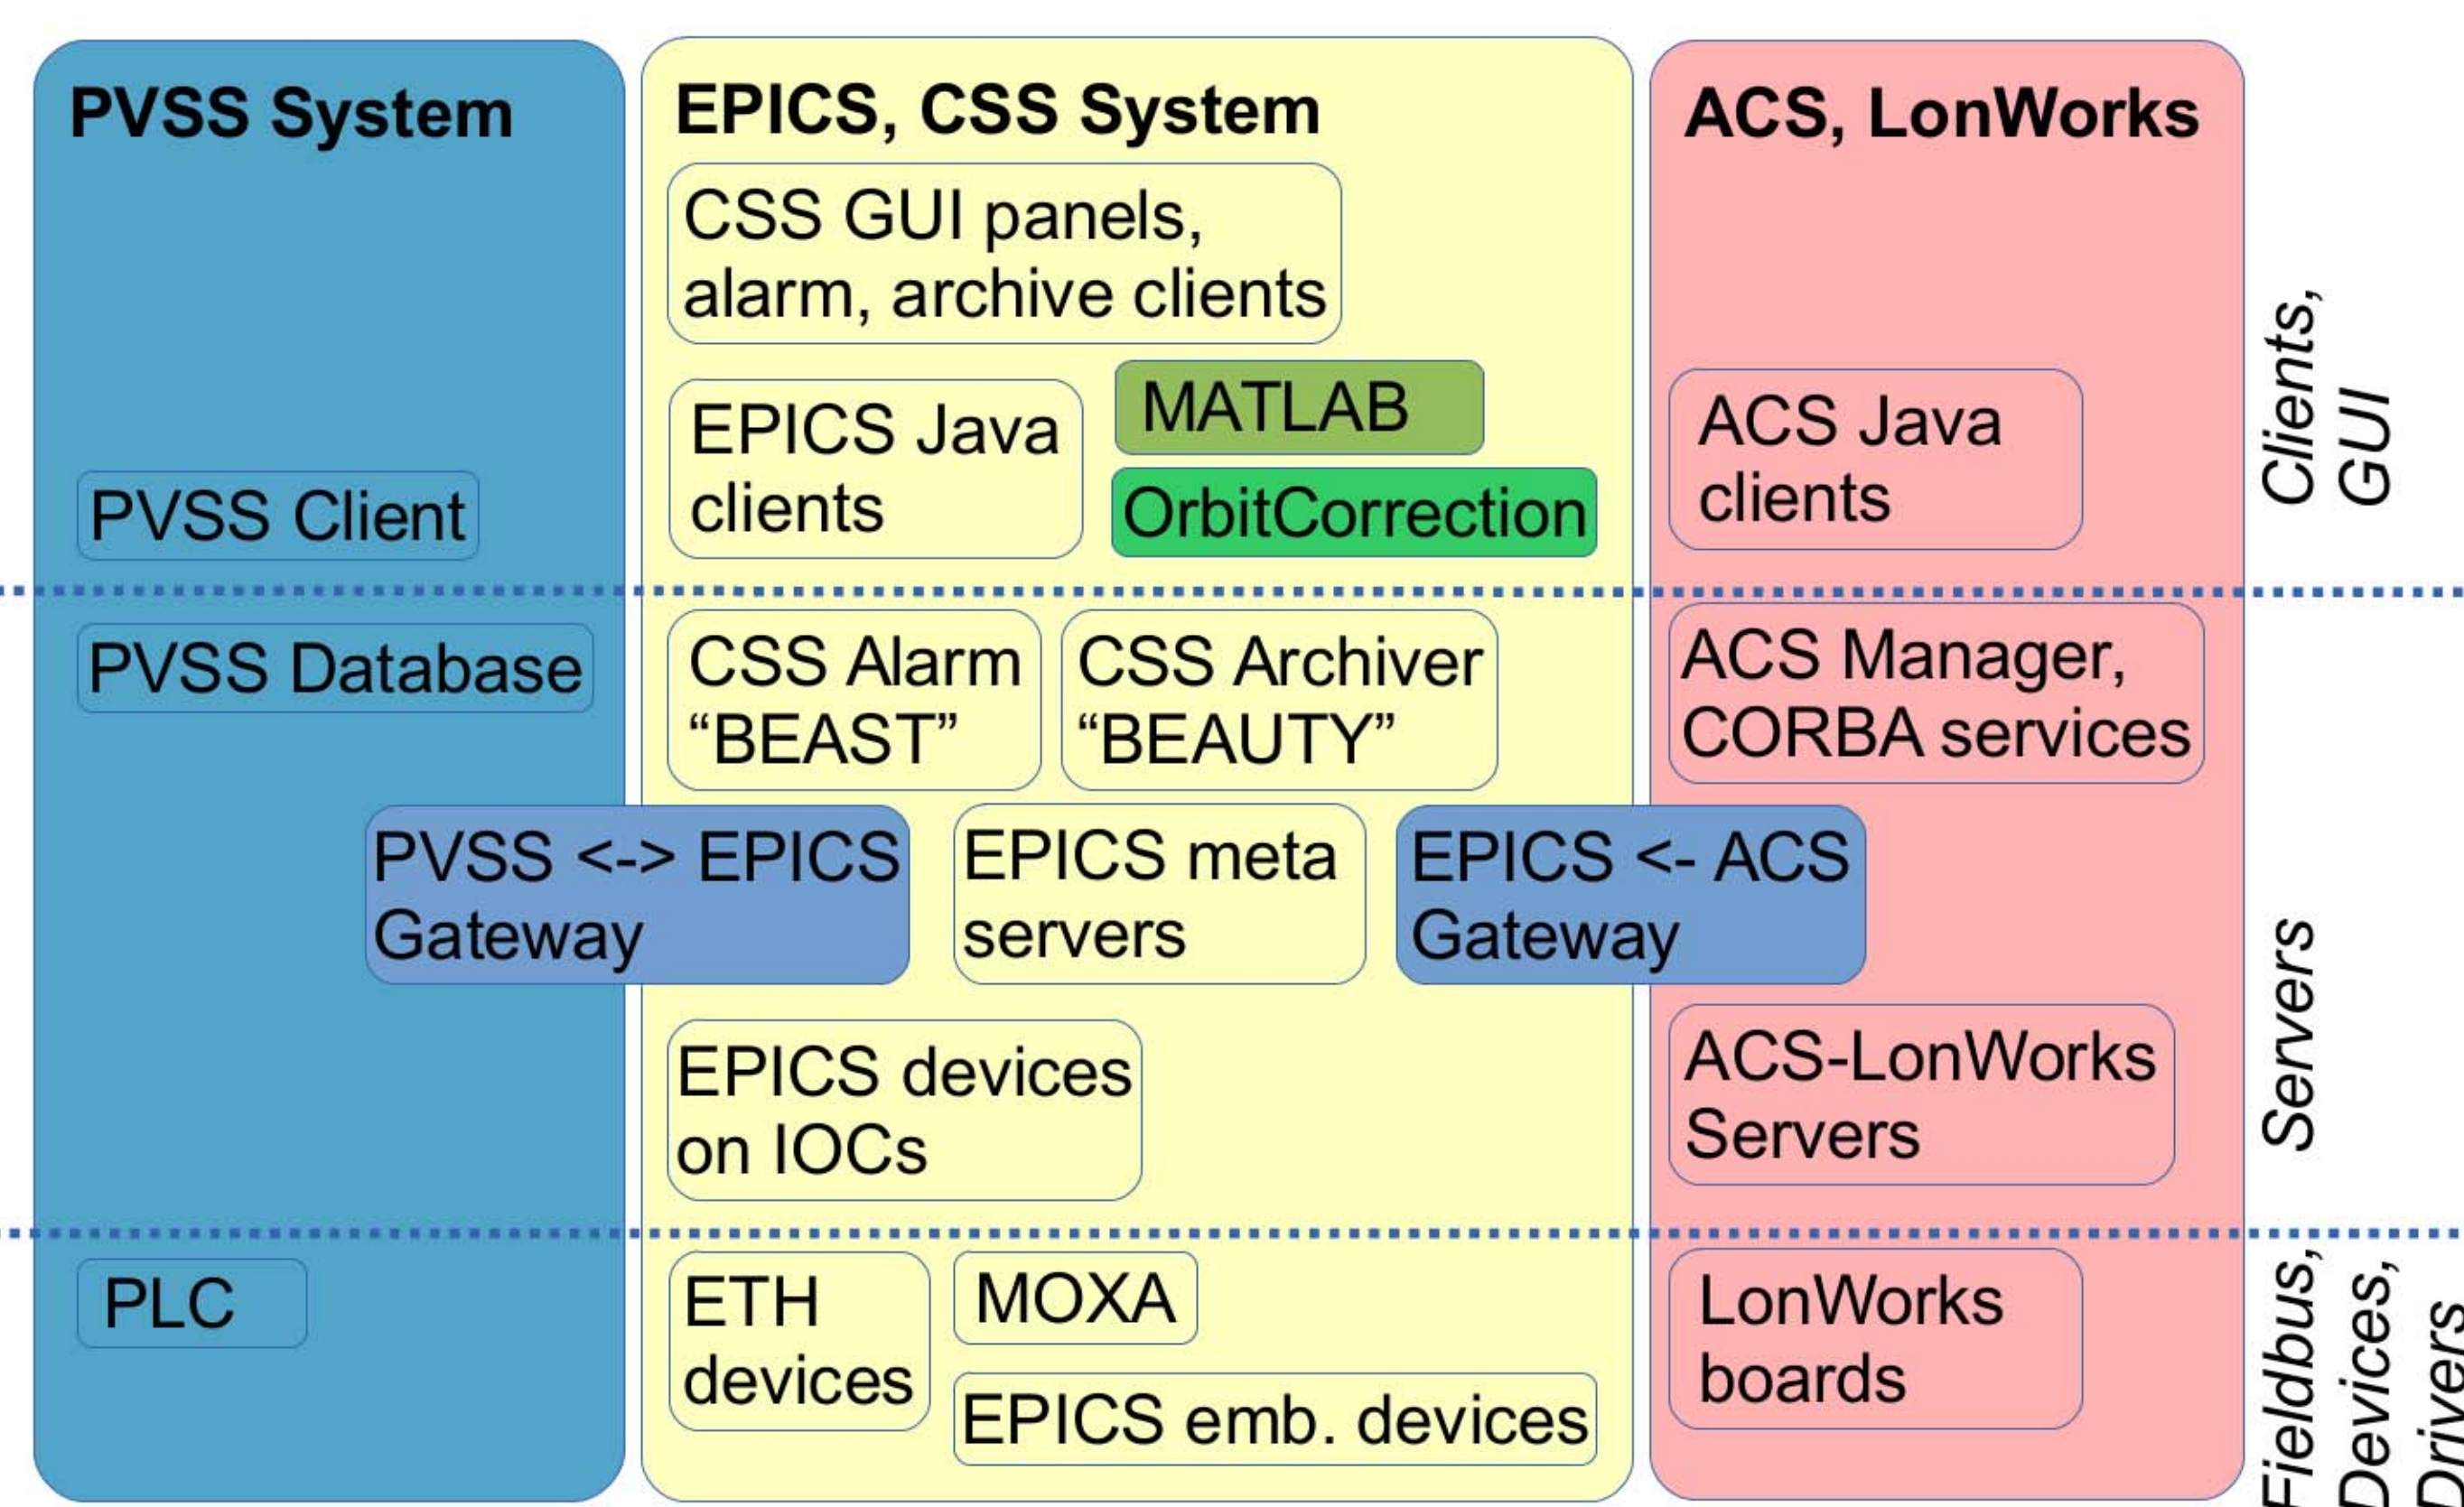 PVSS System
PVSS Client
PVSS Database
PVSS <-> EPICS
Gateway
PLC
EPICS, CSS System
CSS GUI panels,
alarm, archive clients
EPICS Java
clients
MATLAB
OrbitCorrection
CSS Alarm
“BEAST”
CSS Archiver
“BEAUTY”
EPICS meta
servers
EPICS <- ACS
Gateway
EPICS devices
on IOCs
ETH
devices
MOXA
EPICS emb. devices
ACS, LonWorks
ACS Java
clients
ACS Manager,
CORBA services
ACS-LonWorks
Servers
LonWorks
boards
Clients,
GUI
Servers
Fieldbus,
Devices,
Drivers